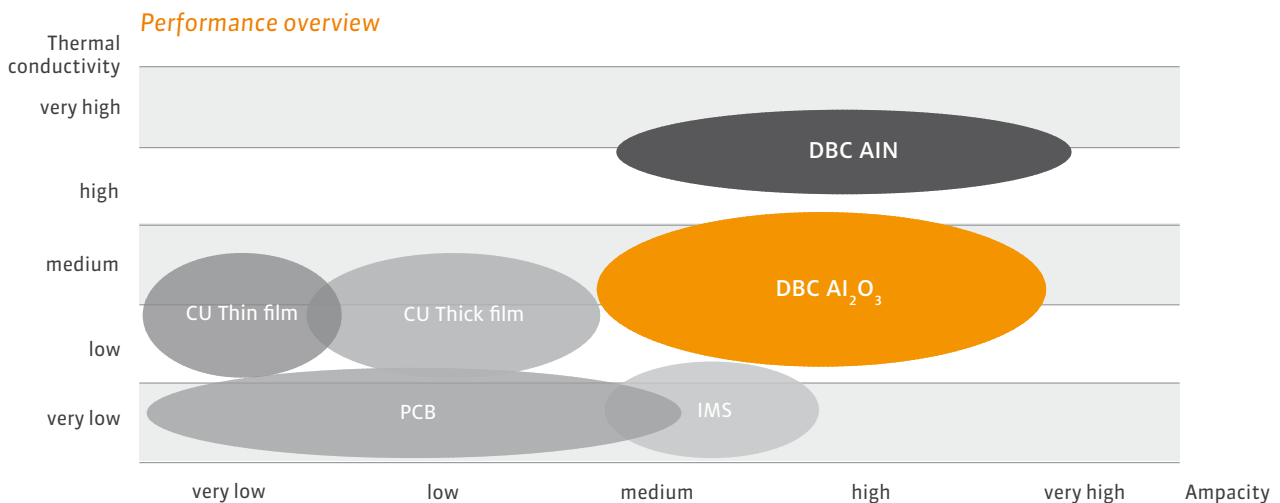 Performance overview
Thermal
conductivity
very high
DBC AlN
high
medium
DBC Al₂O₃
CU Thin film
CU Thick film
low
very low
PCB
IMS
very low
low
medium
high
very high
Ampacity